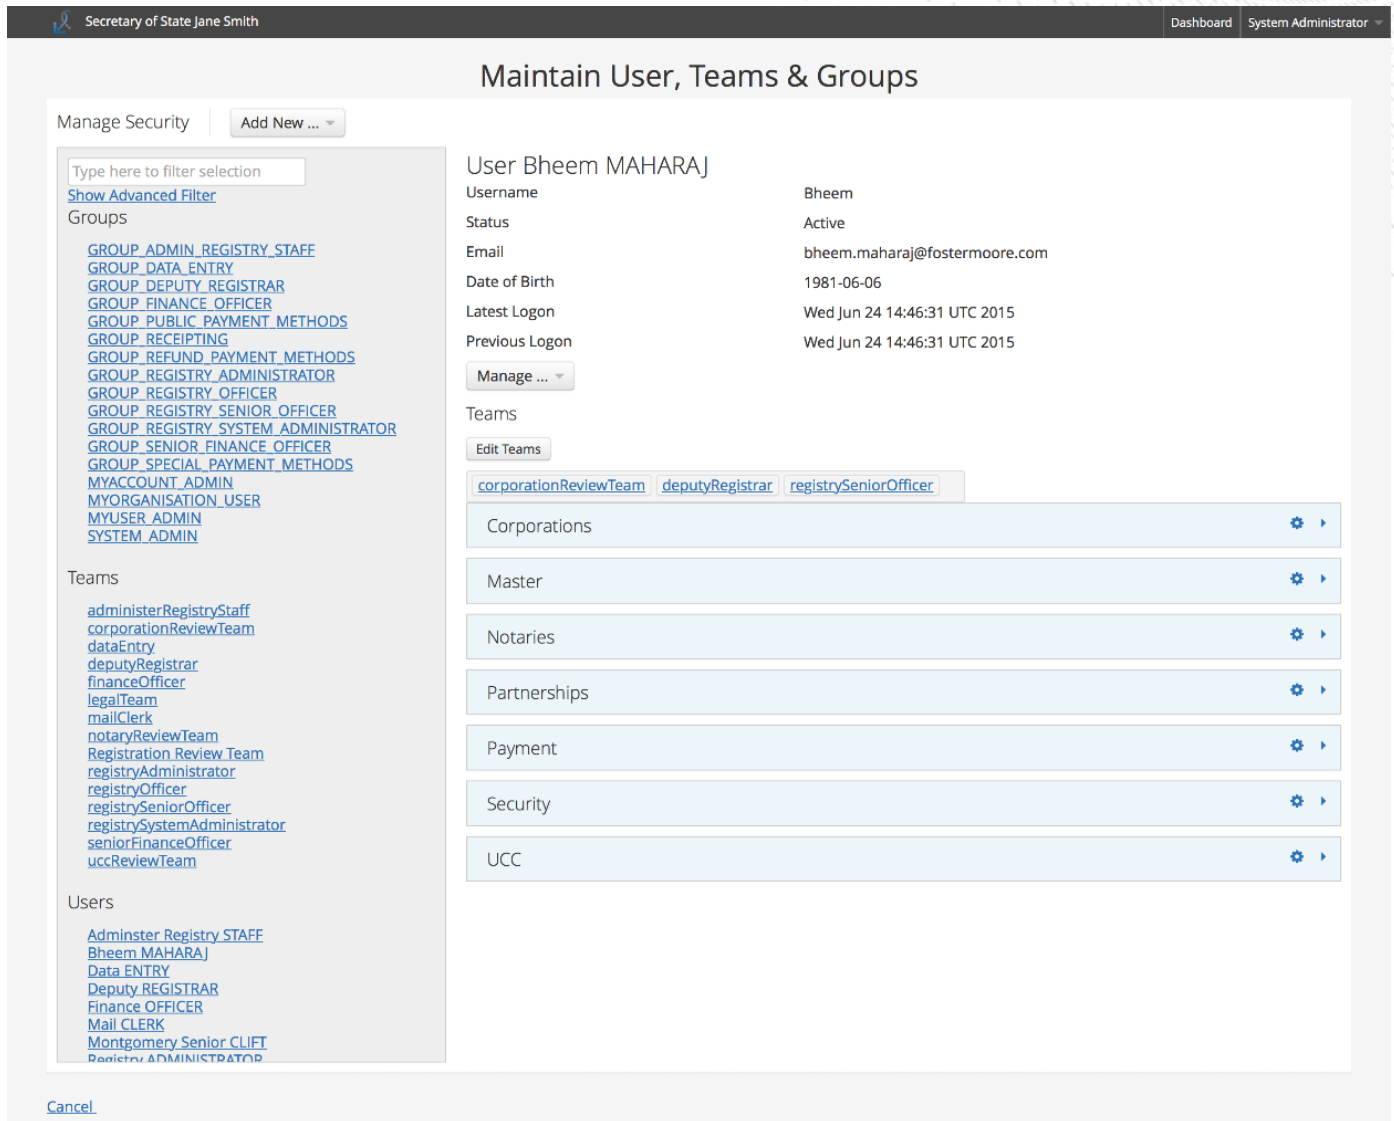 Secretary of State Jane Smith
Dashboard
System Administrator
Maintain User, Teams & Groups
Manage Security
Add New ...
Type here to filter selection
Show Advanced Filter
Groups
GROUP_ADMIN_REGISTRY_STAFF
GROUP_DATA_ENTRY
GROUP_DEPUTY_REGISTRAR
GROUP_FINANCE_OFFICER
GROUP_PUBLIC_PAYMENT_METHODS
GROUP_RECEIPTING
GROUP_REFUND_PAYMENT_METHODS
GROUP_REGISTRY_ADMINISTRATOR
GROUP_REGISTRY_OFFICER
GROUP_REGISTRY_SENIOR_OFFICER
GROUP_REGISTRY_SYSTEM_ADMINISTRATOR
GROUP_SENIOR_FINANCE_OFFICER
GROUP_SPECIAL_PAYMENT_METHODS
MYACCOUNT_ADMIN
MYORGANISATION_USER
MYUSER_ADMIN
SYSTEM_ADMIN
Teams
administerRegistryStaff
corporationReviewTeam
dataEntry
deputyRegistrar
financeOfficer
legalTeam
mailClerk
notaryReviewTeam
Registration Review Team
registryAdministrator
registryOfficer
registrySeniorOfficer
registrySystemAdministrator
seniorFinanceOfficer
uccReviewTeam
Users
Adminster Registry STAFF
Bheem MAHARAJ
Data ENTRY
Deputy REGISTRAR
Finance OFFICER
Mail CLERK
Montgomery Senior CLIFT
Registry ADMINISTRATOR
User Bheem MAHARAJ
Username Bheem
Status Active
Email bheem.maharaj@fostermoore.com
Date of Birth 1981-06-06
Latest Logon Wed Jun 24 14:46:31 UTC 2015
Previous Logon Wed Jun 24 14:46:31 UTC 2015
Manage ...
Teams
Edit Teams
corporationReviewTeam deputyRegistrar registrySeniorOfficer
Corporations
Master
Notaries
Partnerships
Payment
Security
UCC
Cancel